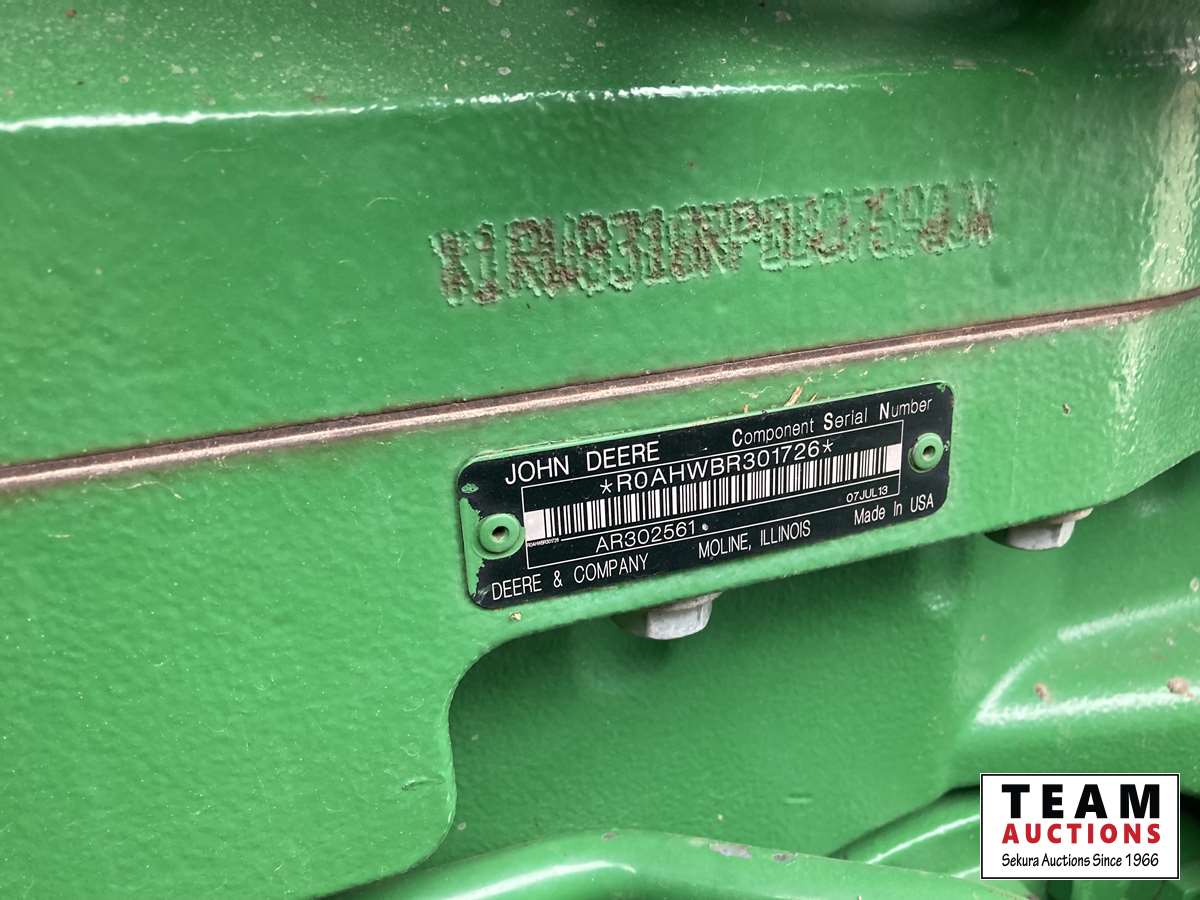 JOHN DEERE Component Serial Number
*R0AHWBR301726*
R0AHWBR301726
07JUL13
AR302561
DEERE & COMPANY MOLINE, ILLINOIS Made In USA
TEAM
AUCTIONS
Sekura Auctions Since 1966